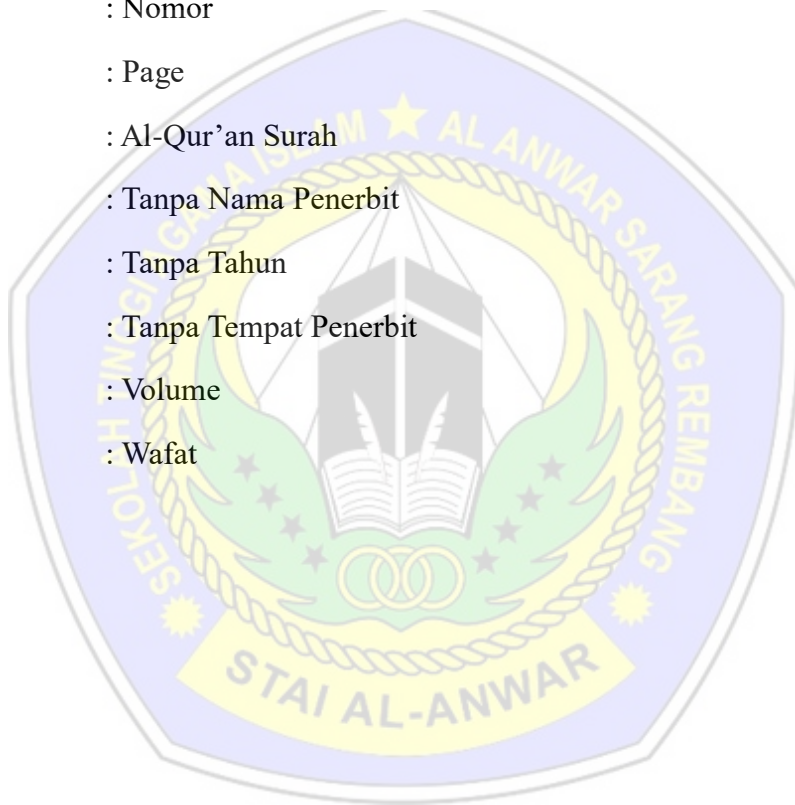 : Nomor
: Page
: Al-Qur’an Surah
: Tanpa Nama Penerbit
: Tanpa Tahun
: Tanpa Tempat Penerbit
: Volume
: Wafat
SEKOLAH TINGGI AGAMA ISLAM ★ AL ANWAR SARANG REMBANG
STAI AL-ANWAR